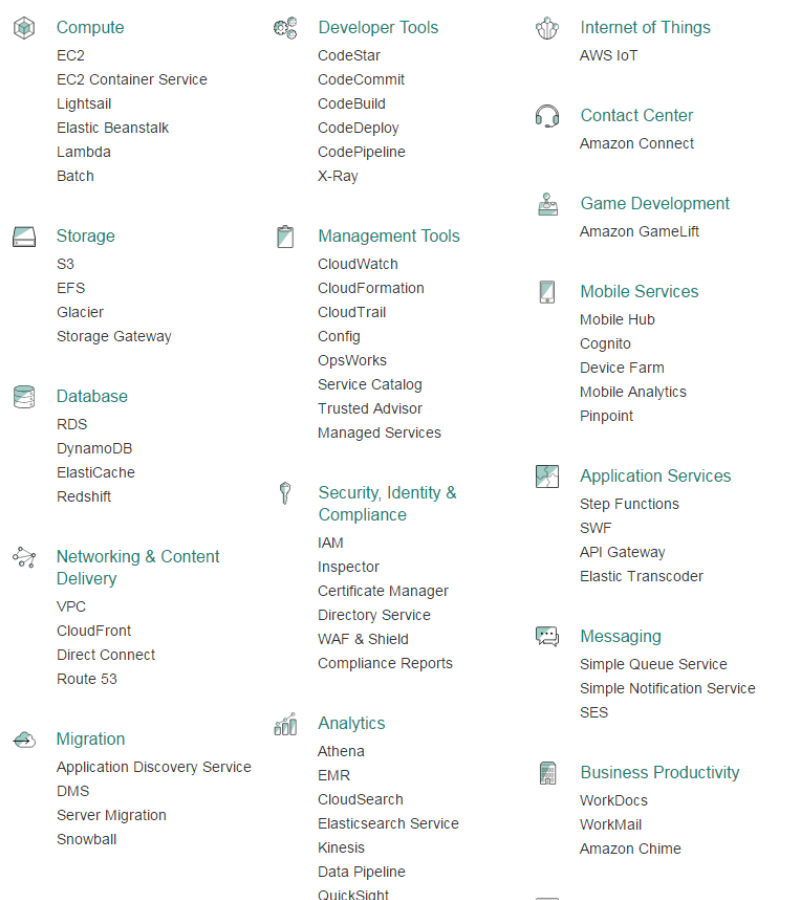 Compute
EC2
EC2 Container Service
Lightsail
Elastic Beanstalk
Lambda
Batch
Storage
S3
EFS
Glacier
Storage Gateway
Database
RDS
DynamoDB
ElastiCache
Redshift
Networking & Content
Delivery
VPC
CloudFront
Direct Connect
Route 53
Migration
Application Discovery Service
DMS
Server Migration
Snowball
Developer Tools
CodeStar
CodeCommit
CodeBuild
CodeDeploy
CodePipeline
X-Ray
Management Tools
CloudWatch
CloudFormation
CloudTrail
Config
OpsWorks
Service Catalog
Trusted Advisor
Managed Services
Security, Identity &
Compliance
IAM
Inspector
Certificate Manager
Directory Service
WAF & Shield
Compliance Reports
Analytics
Athena
EMR
CloudSearch
Elasticsearch Service
Kinesis
Data Pipeline
QuickSight
Internet of Things
AWS IoT
Contact Center
Amazon Connect
Game Development
Amazon GameLift
Mobile Services
Mobile Hub
Cognito
Device Farm
Mobile Analytics
Pinpoint
Application Services
Step Functions
SWF
API Gateway
Elastic Transcoder
Messaging
Simple Queue Service
Simple Notification Service
SES
Business Productivity
WorkDocs
WorkMail
Amazon Chime